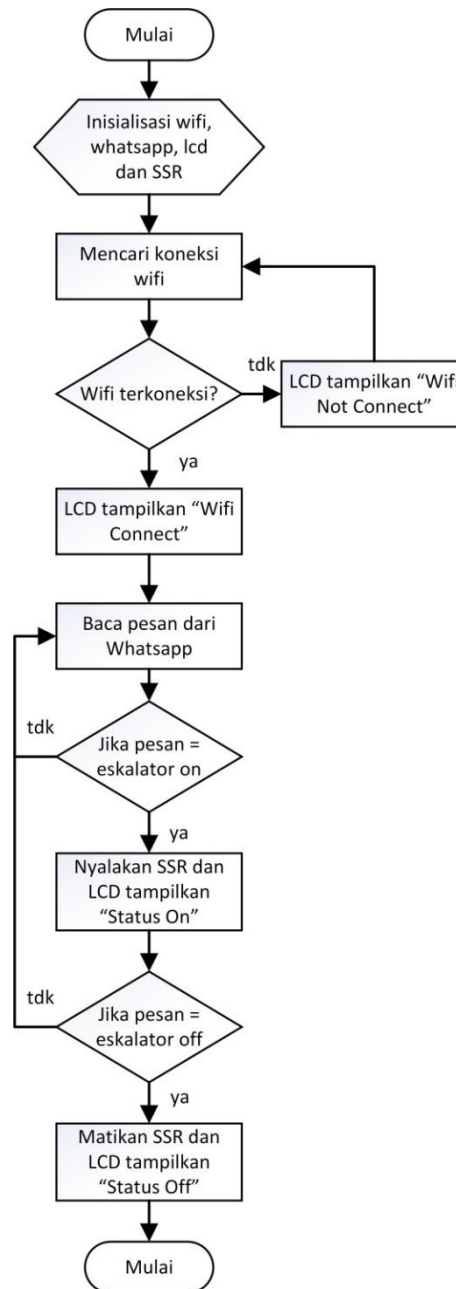 Mulai
Inisialisasi wifi,
whatsapp, lcd
dan SSR
Mencari koneksi
wifi
Wifi terkoneksi?
tdk
LCD tampilkan “Wifi
Not Connect”
ya
LCD tampilkan “Wifi
Connect”
Baca pesan dari
Whatsapp
tdk
Jika pesan =
eskalator on
ya
Nyalakan SSR dan
LCD tampilkan
“Status On”
tdk
Jika pesan =
eskalator off
ya
Matikan SSR dan
LCD tampilkan
“Status Off”
Mulai